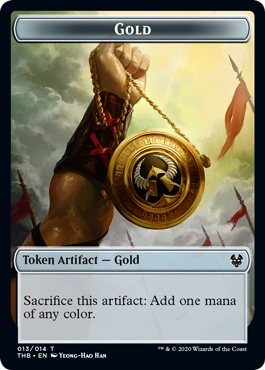 Gold
Token Artifact — Gold
Sacrifice this artifact: Add one mana
of any color.
013/014 T
THB • EN Yeong-Hao Han
™ & © 2020 Wizards of the Coast